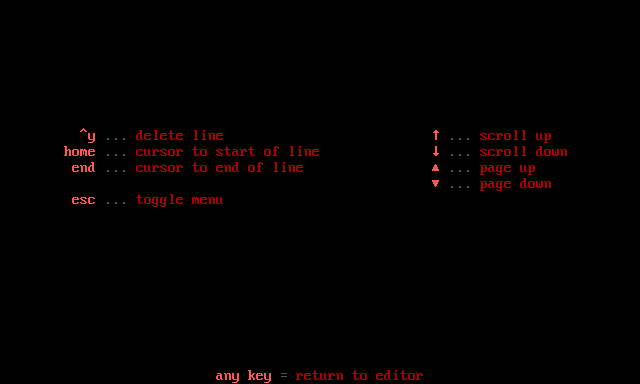 ^y ... delete line ↑ ... scroll up
home ... cursor to start of line ↓ ... scroll down
end ... cursor to end of line ▲ ... page up
▼ ... page down
esc ... toggle menu
any key = return to editor